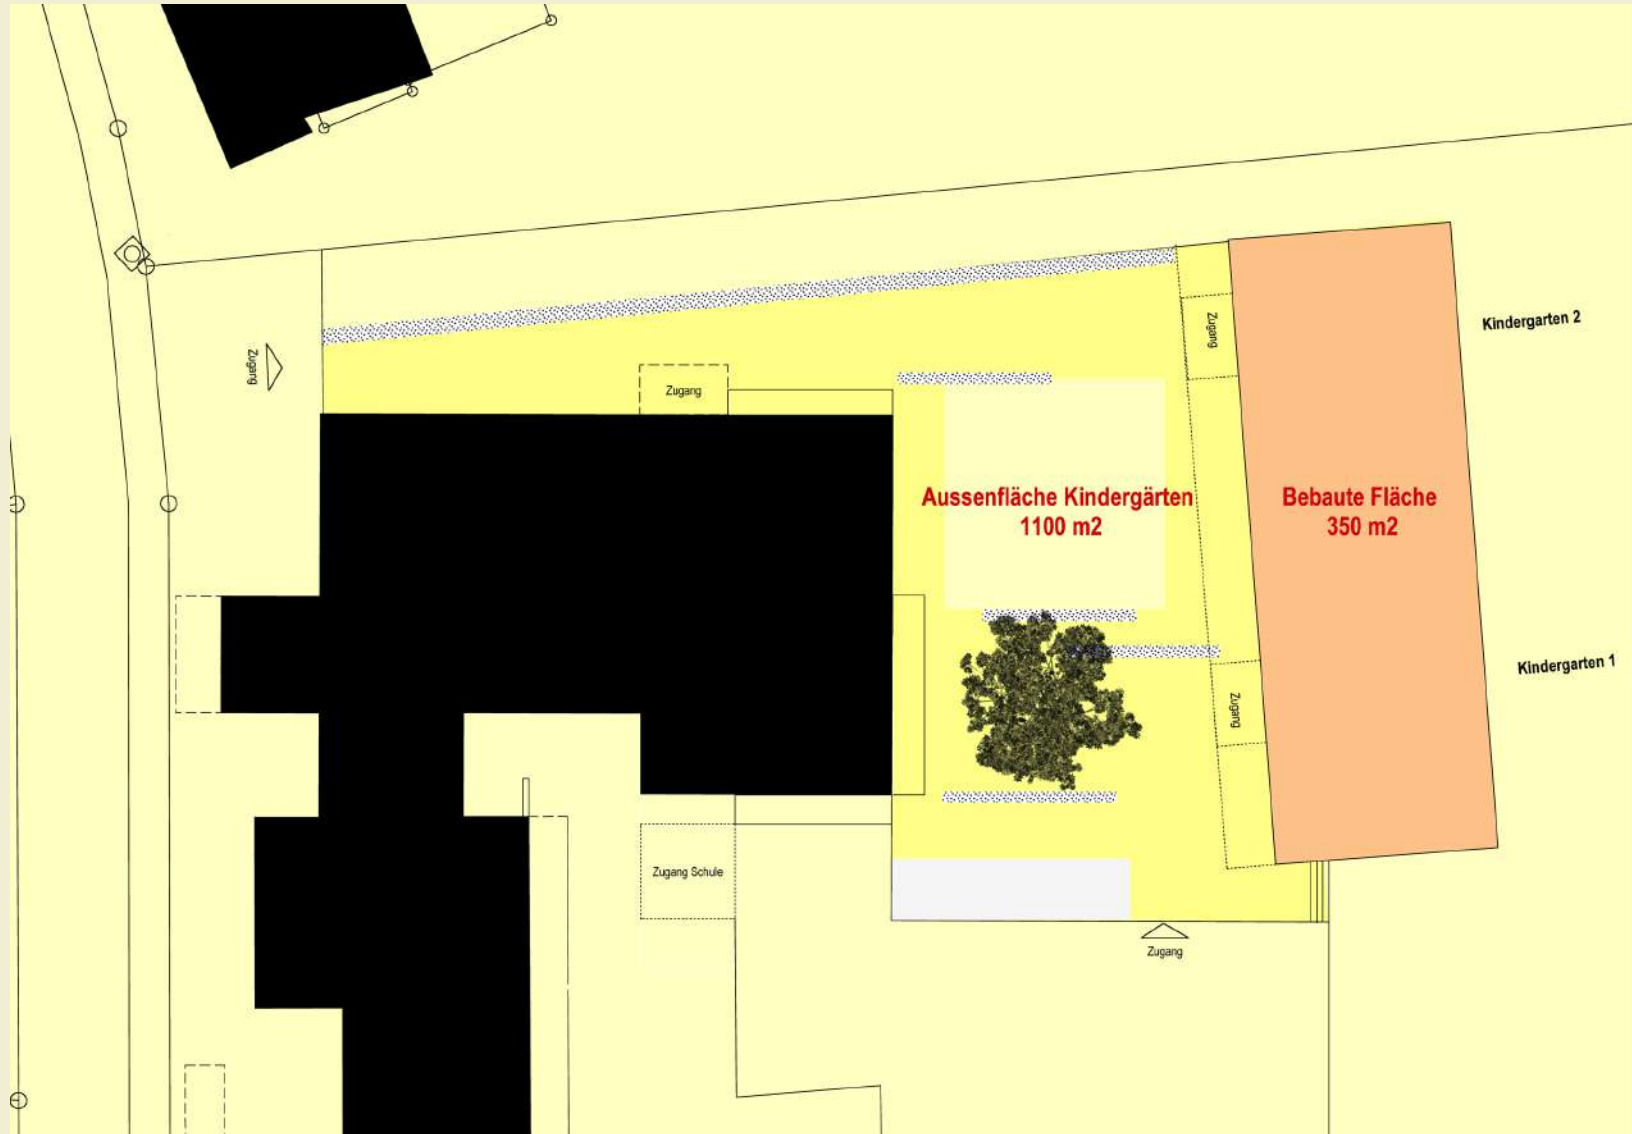 Kindergarten 2
Zugang
Zugang
Zugang
Aussenfläche Kindergärten
1100 m2
Bebaute Fläche
350 m2
Kindergarten 1
Zugang
Zugang Schule
Zugang